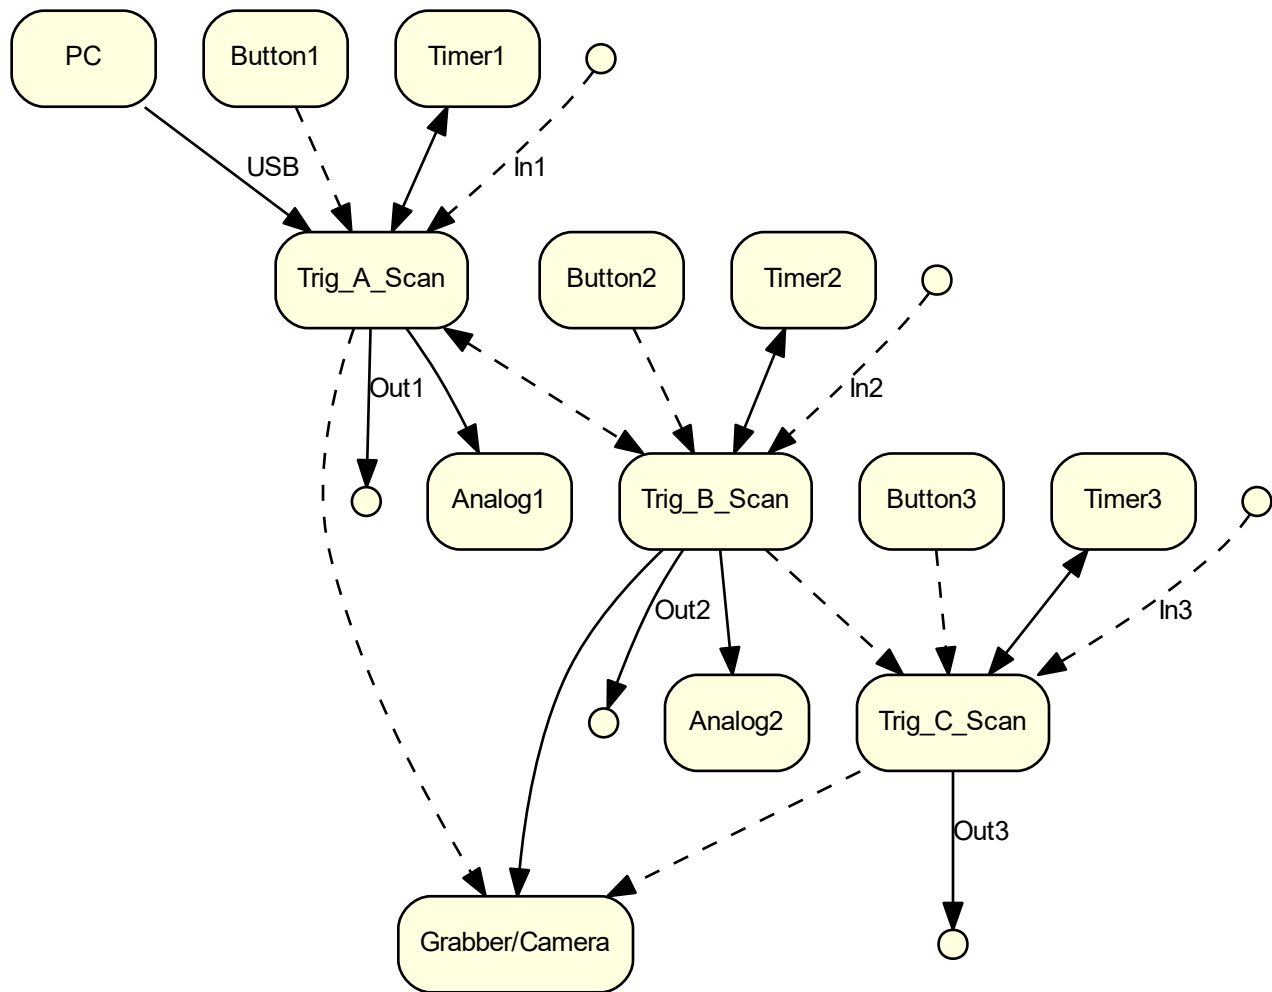 PC
Button1
Timer1
USB
In1
Trig_A_Scan
Button2
Timer2
Out1
In2
Analog1
Trig_B_Scan
Button3
Timer3
Out2
In3
Analog2
Trig_C_Scan
Out3
Grabber/Camera